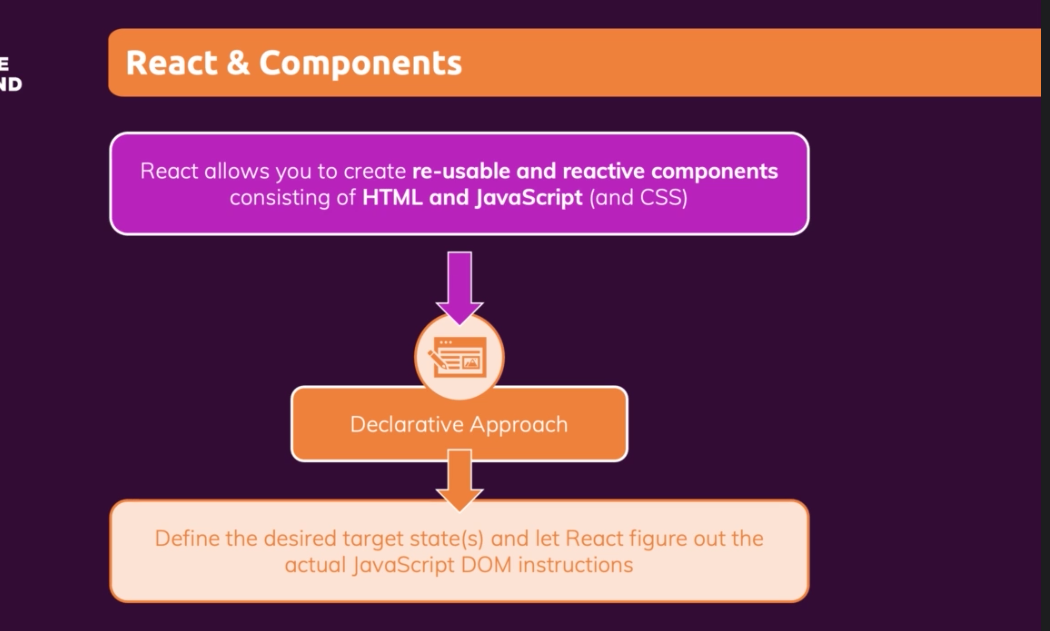 E
ND
React & Components
React allows you to create re-usable and reactive components
consisting of HTML and JavaScript (and CSS)
Declarative Approach
Define the desired target state(s) and let React figure out the
actual JavaScript DOM instructions